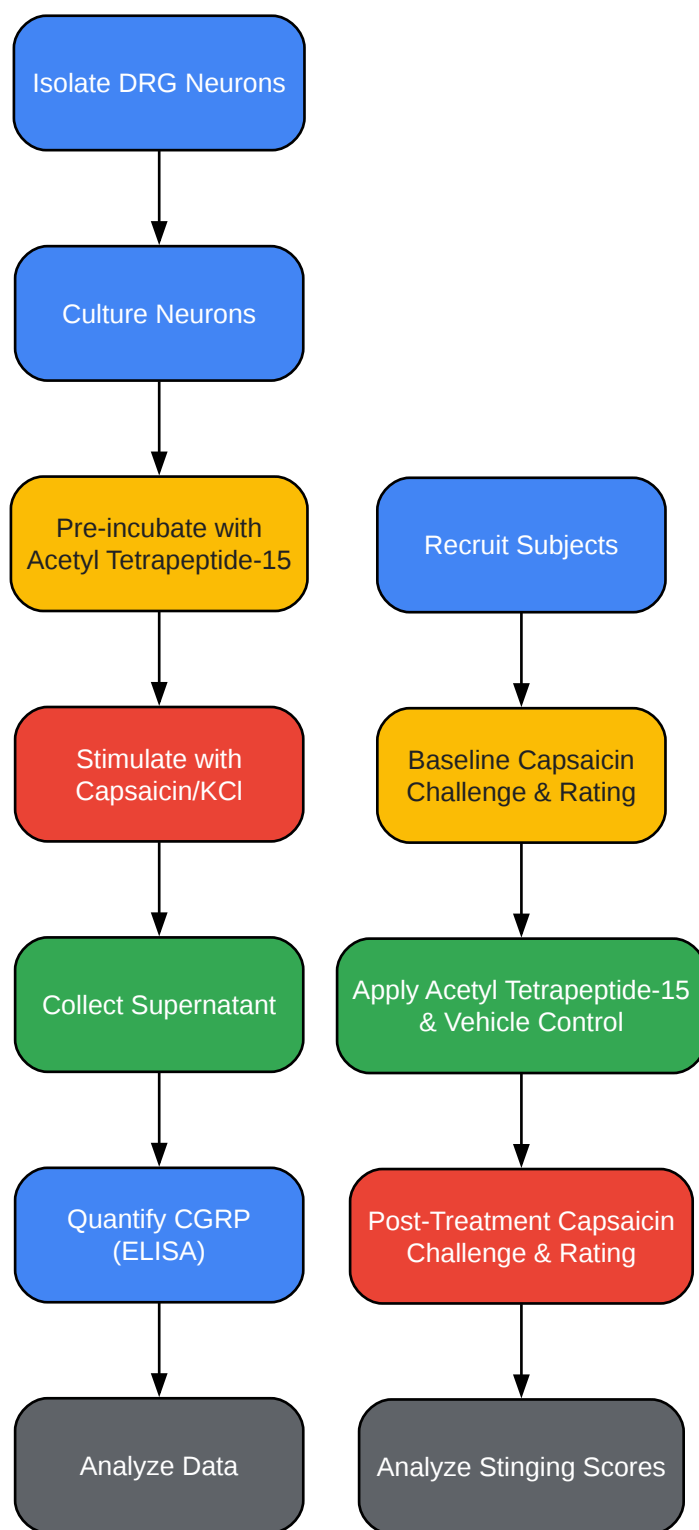 Isolate DRG Neurons
Culture Neurons
Pre-incubate with
Acetyl Tetrapeptide-15
Stimulate with
Capsaicin/KCl
Collect Supernatant
Quantify CGRP
(ELISA)
Analyze Data
Recruit Subjects
Baseline Capsaicin
Challenge & Rating
Apply Acetyl Tetrapeptide-15
& Vehicle Control
Post-Treatment Capsaicin
Challenge & Rating
Analyze Stinging Scores